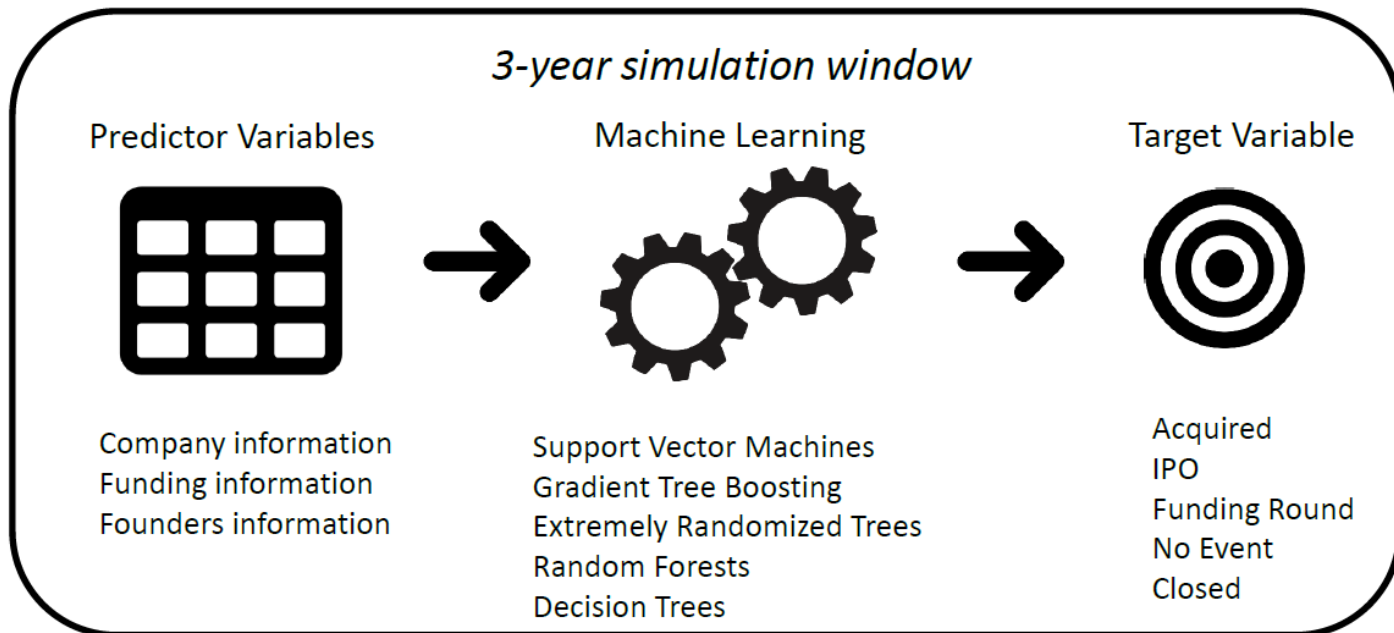 3-year simulation window
Predictor Variables
Machine Learning
Target Variable
Company information
Funding information
Founders information
Support Vector Machines
Gradient Tree Boosting
Extremely Randomized Trees
Random Forests
Decision Trees
Acquired
IPO
Funding Round
No Event
Closed